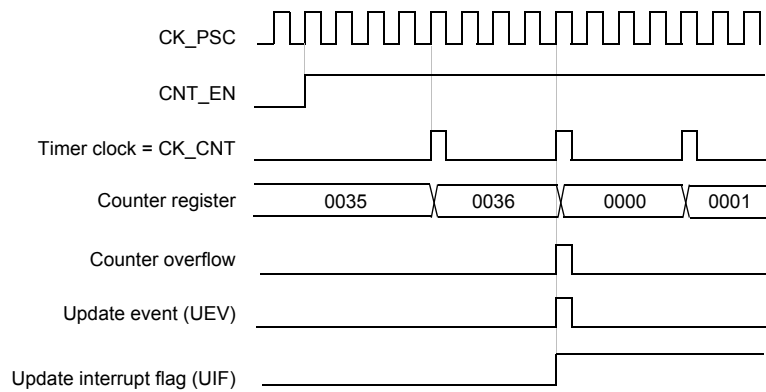 CK_PSC
CNT_EN
Timer clock = CK_CNT
Counter register 0035 0036 0000 0001
Counter overflow
Update event (UEV)
Update interrupt flag (UIF)